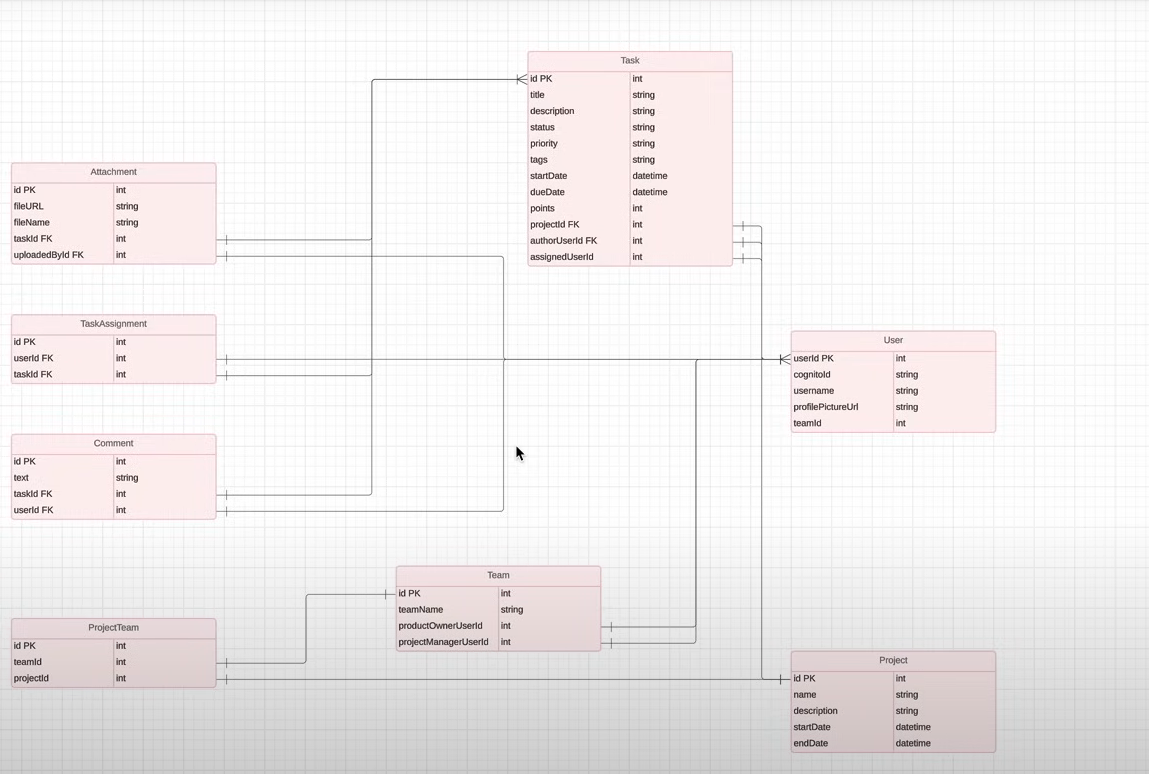 Task
id PK int
title string
description string
status string
priority string
tags string
startDate datetime
dueDate datetime
points int
projectId FK int
authorUserId FK int
assignedUserId int
Attachment
id PK int
fileURL string
fileName string
taskId FK int
uploadedById FK int
TaskAssignment
id PK int
userId FK int
taskId FK int
User
userId PK int
cognitoId string
username string
profilePictureUrl string
teamId int
Comment
id PK int
text string
taskId FK int
userId FK int
Team
id PK int
teamName string
productOwnerUserId int
projectManagerUserId int
ProjectTeam
id PK int
teamId int
projectId int
Project
id PK int
name string
description string
startDate datetime
endDate datetime